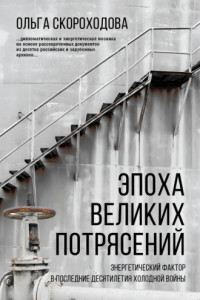 ОЛЬГА СКОРОХОДОВА
...дипломатическая и энергетическая мозаика
на основе рассекреченных документов
из десятка российских и зарубежных
архивов...
ЭПОХА
ВЕЛИКИХ
ПОТРЯСЕНИЙ
ЭНЕРГЕТИЧЕСКИЙ ФАКТОР
В ПОСЛЕДНИЕ ДЕСЯТИЛЕТИЯ ХОЛОДНОЙ ВОЙНЫ